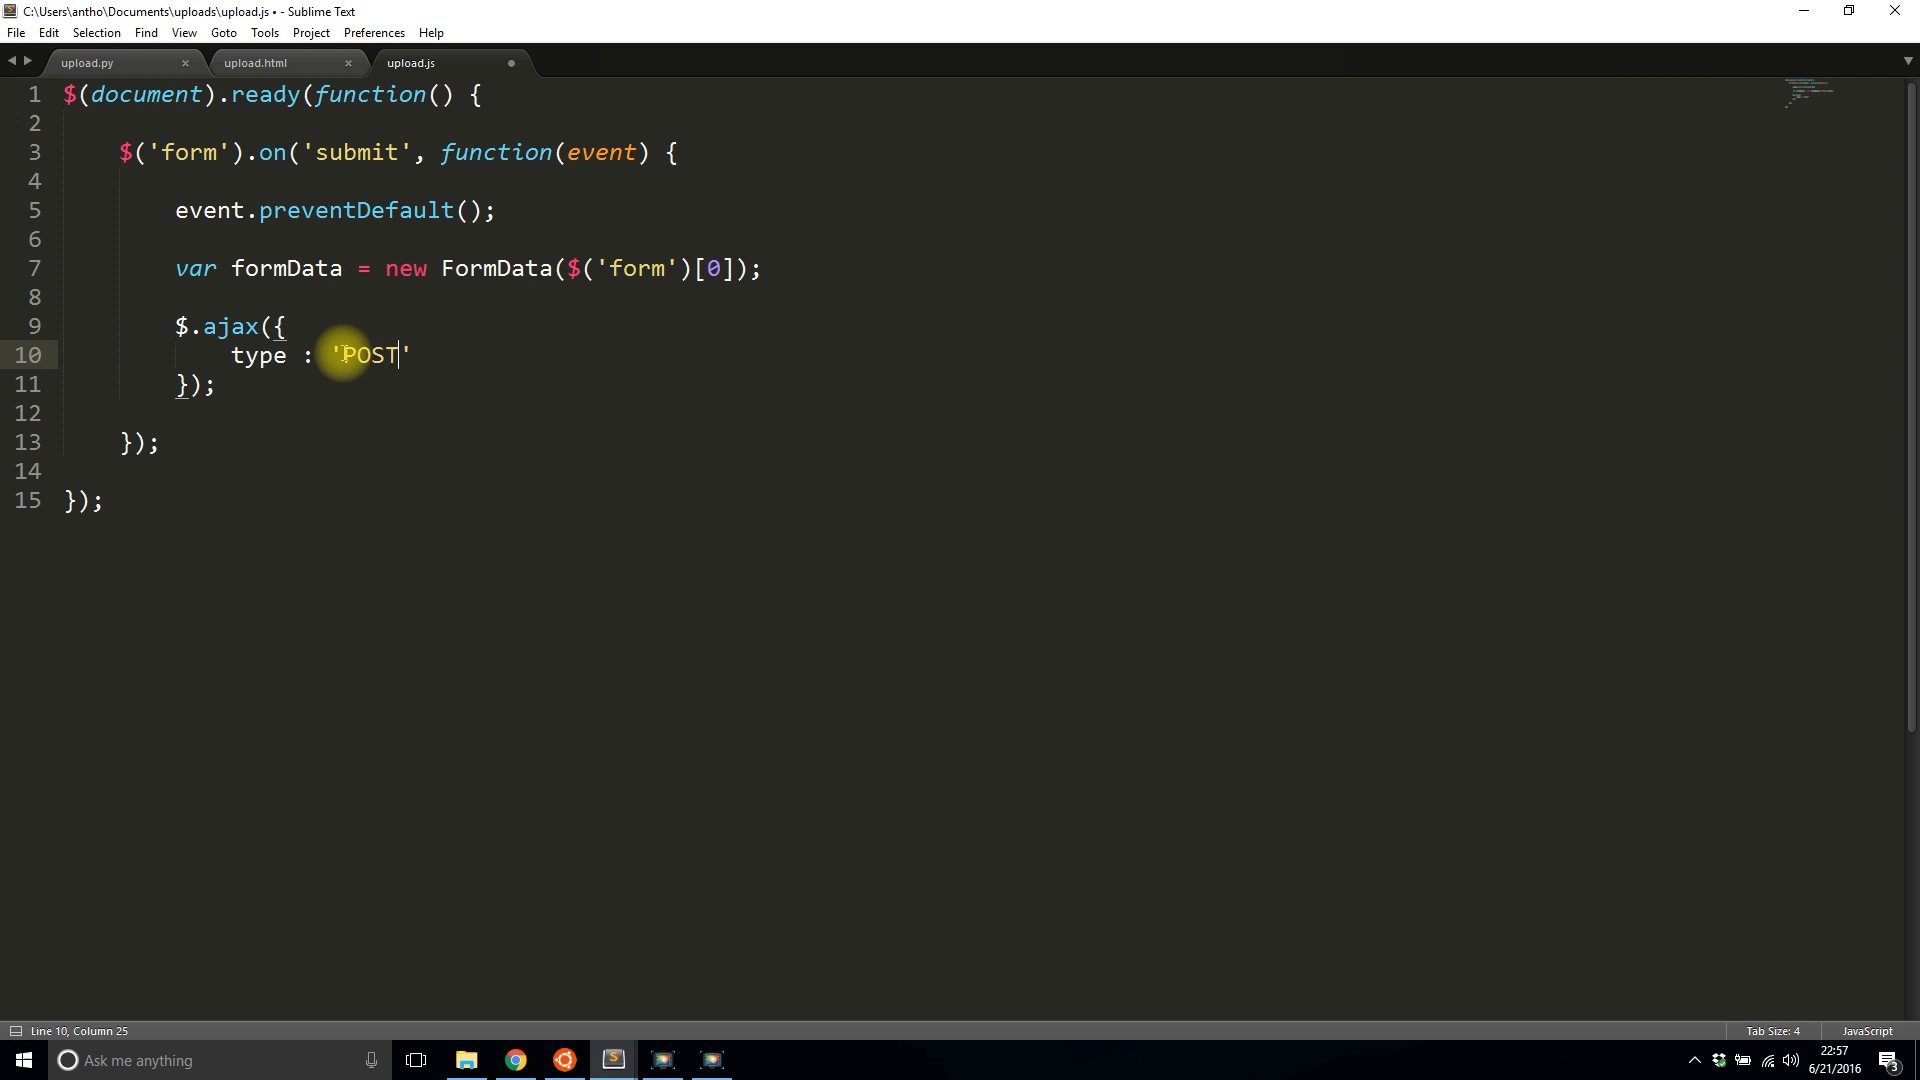 C:\Users\antho\Documents\uploads\upload.js • - Sublime Text
File Edit Selection Find View Goto Tools Project Preferences Help
upload.py × upload.html × upload.js
1 $(document).ready(function() {
2
3 $('form').on('submit', function(event) {
4
5 event.preventDefault();
6
7 var formData = new FormData($('form')[0]);
8
9 $.ajax({
10 type : 'POST'
11 });
12
13 });
14
15 });
Line 10, Column 25 Tab Size: 4 JavaScript
Ask me anything
22:57
6/21/2016
3